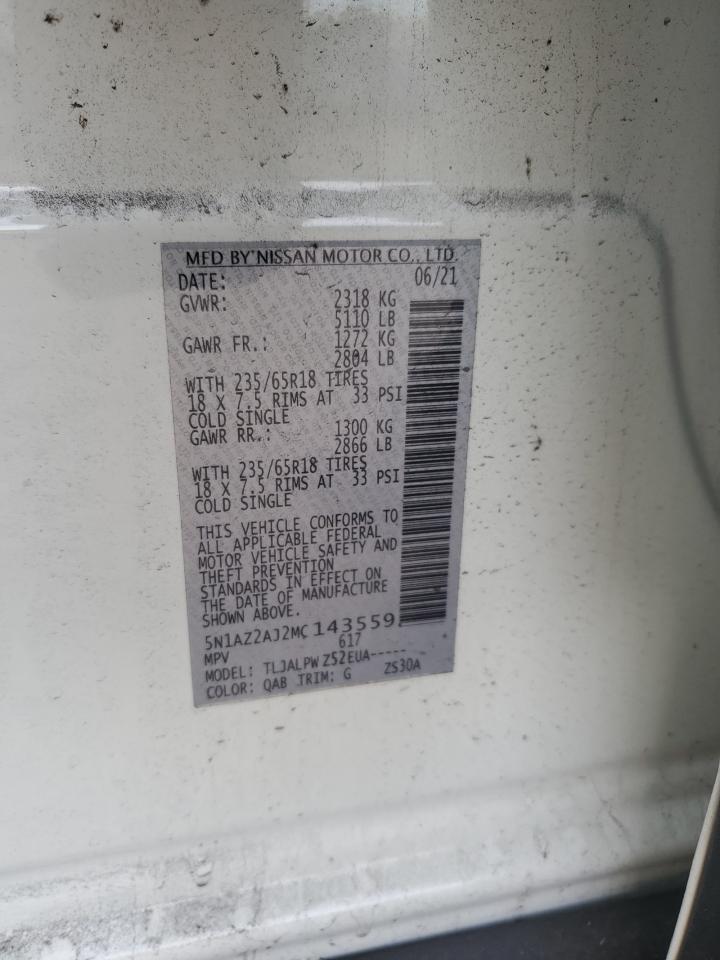 MFD BY NISSAN MOTOR CO., LTD.
DATE: 06/21
GVWR: 2318 KG
5110 LB
GAWR FR.: 1272 KG
2804 LB
WITH 235/65R18 TIRES
18 X 7.5 RIMS AT 33 PSI
COLD SINGLE
GAWR RR.: 1300 KG
2866 LB
WITH 235/65R18 TIRES
18 X 7.5 RIMS AT 33 PSI
COLD SINGLE
THIS VEHICLE CONFORMS TO
ALL APPLICABLE FEDERAL
MOTOR VEHICLE SAFETY AND
THEFT PREVENTION
STANDARDS IN EFFECT ON
THE DATE OF MANUFACTURE
SHOWN ABOVE.
5N1AZ2AJ2MC143559
MPV 617
MODEL: TLJALPW ZS2EUA-----
COLOR: QAB TRIM: G ZS30A